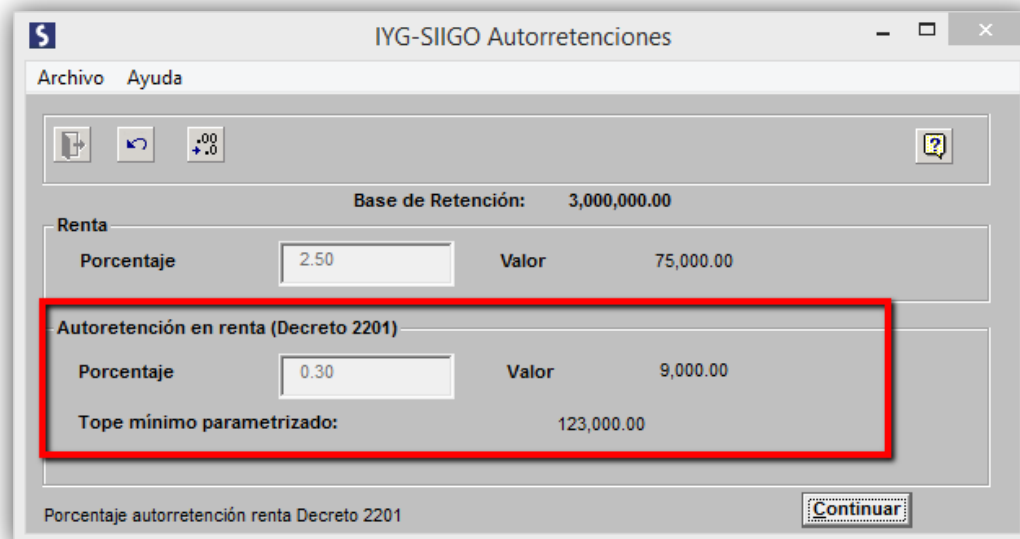 S IYG-SIIGO Autorretenciones
Archivo Ayuda
.00 .0 ?
Base de Retención: 3,000,000.00
Renta
Porcentaje 2.50 Valor 75,000.00
Autoretención en renta (Decreto 2201)
Porcentaje 0.30 Valor 9,000.00
Tope mínimo parametrizado: 123,000.00
Porcentaje autorretención renta Decreto 2201 Continuar